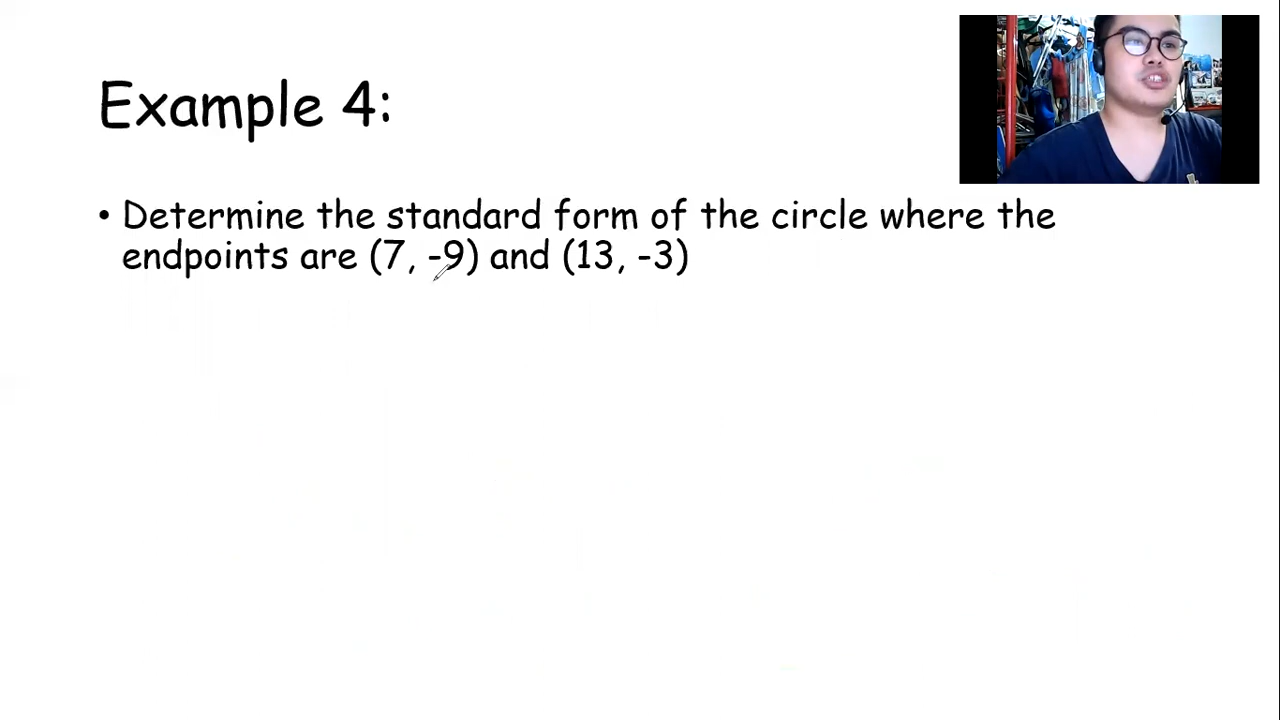 Example 4:
• Determine the standard form of the circle where the
endpoints are (7, -9) and (13, -3)